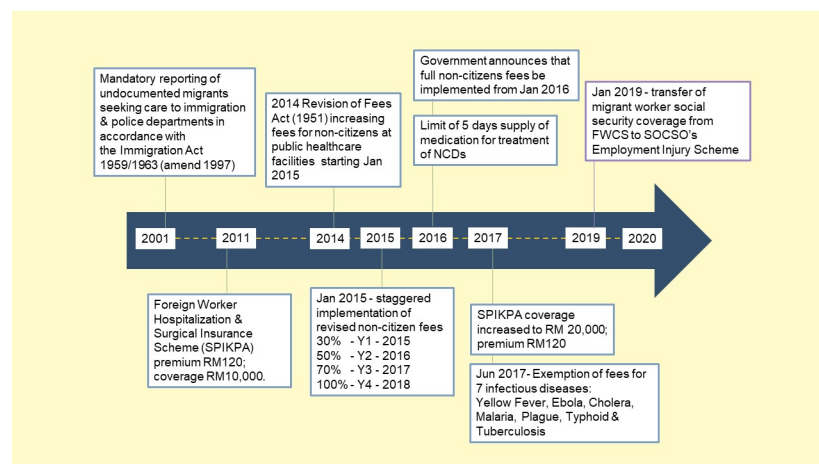 Mandatory reporting of
undocumented migrants
seeking care to immigration
& police departments in
accordance with
the Immigration Act
1959/1963 (amend 1997)
2014 Revision of Fees
Act (1951) increasing
fees for non-citizens at
public healthcare
facilities starting Jan
2015
Government announces that
full non-citizens fees be
implemented from Jan 2016
Limit of 5 days supply of
medication for treatment
of NCDs
Jan 2019 - transfer of
migrant worker social
security coverage from
FWCS to SOCSO's
Employment Injury Scheme
2001
2011
2014
2015
2016
2017
2019
2020
Foreign Worker
Hospitalization &
Surgical Insurance
Scheme (SPIKPA)
premium RM120;
coverage RM10,000.
Jan 2015 - staggered
implementation of
revised non-citizen fees
30% - Y1 - 2015
50% - Y2 - 2016
70% - Y3 - 2017
100% - Y4 - 2018
SPIKPA coverage
increased to RM 20,000;
premium RM120
Jun 2017- Exemption of fees for
7 infectious diseases:
Yellow Fever, Ebola, Cholera,
Malaria, Plague, Typhoid &
Tuberculosis